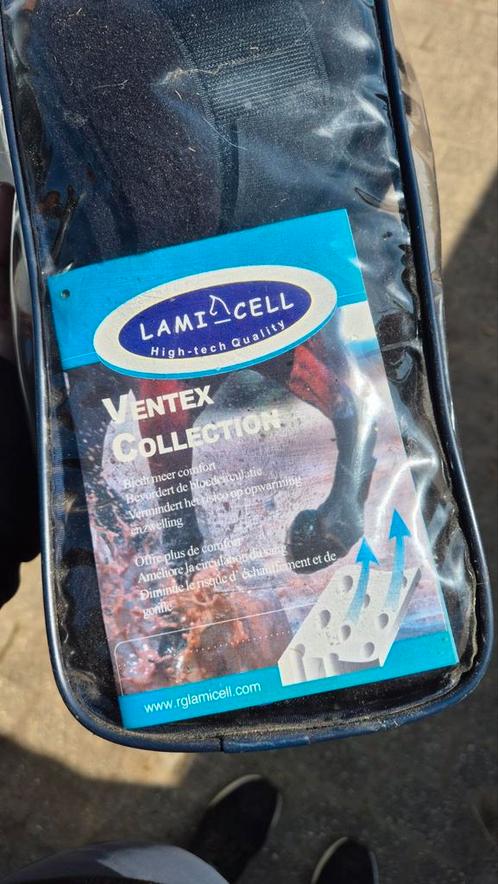 LAMICELL
High-tech Quality
VENTEX
COLLECTION
Biedt meer comfort
Bevordert de bloedcirculatie
Vermindert het risico op opwarming
en zwelling
Offre plus de comfort
Améliore la circulation du sang
Diminue le risque d' échauffement et de
gonfle
www.rglamicell.com